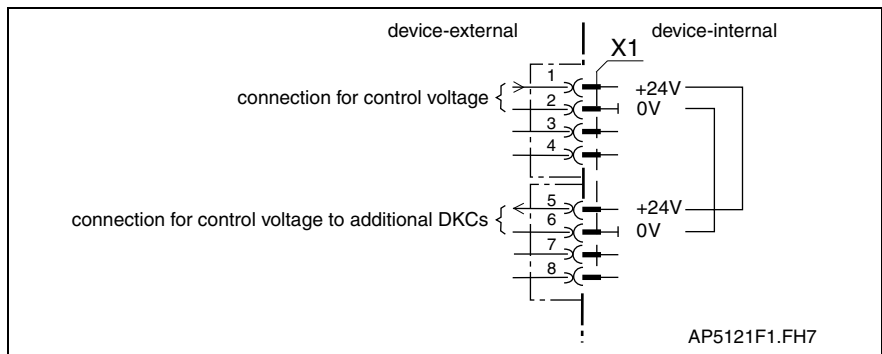 device-external
device-internal
X1
1
connection for control voltage
2
+24V
0V
3
4
5
connection for control voltage to additional DKCs
6
+24V
0V
7
8
AP5121F1.FH7